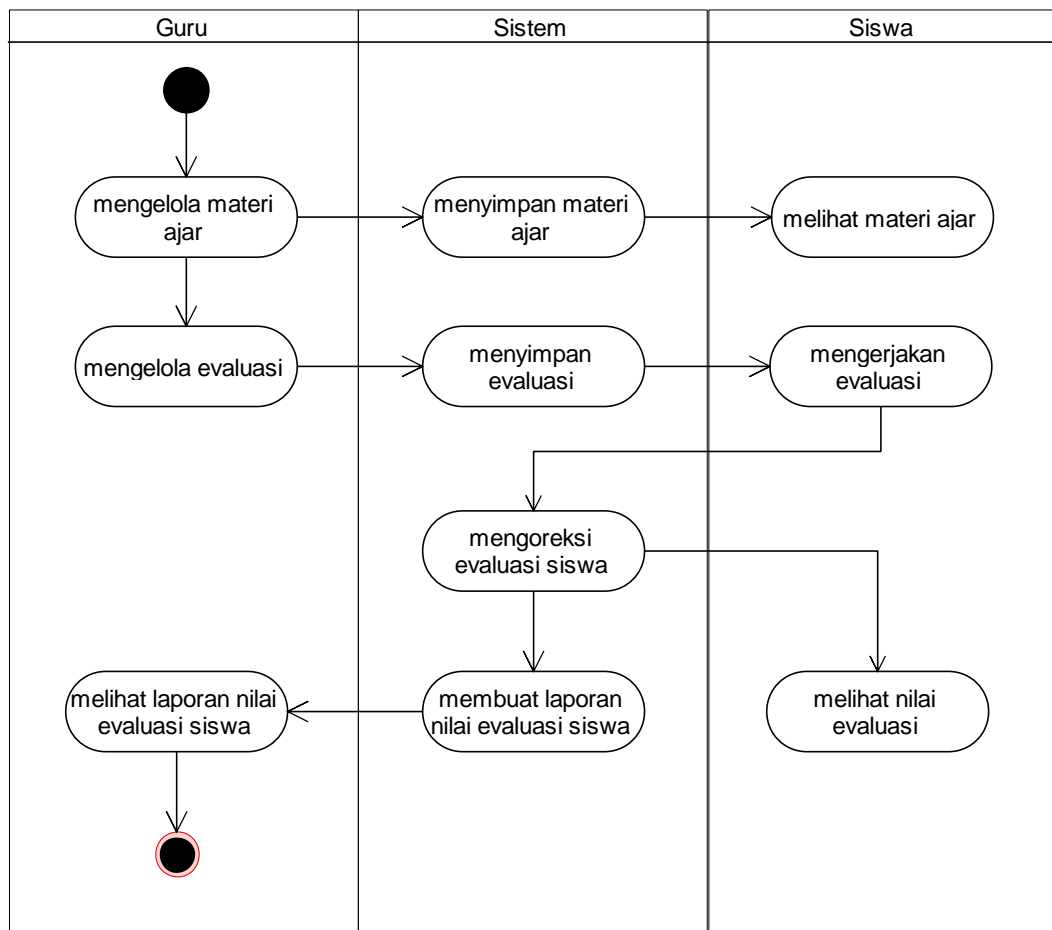 Guru
Sistem
Siswa
mengelola materi
ajar
menyimpan materi
ajar
melihat materi ajar
mengelola evaluasi
menyimpan
evaluasi
mengerjakan
evaluasi
mengoreksi
evaluasi siswa
melihat laporan nilai
evaluasi siswa
membuat laporan
nilai evaluasi siswa
melihat nilai
evaluasi